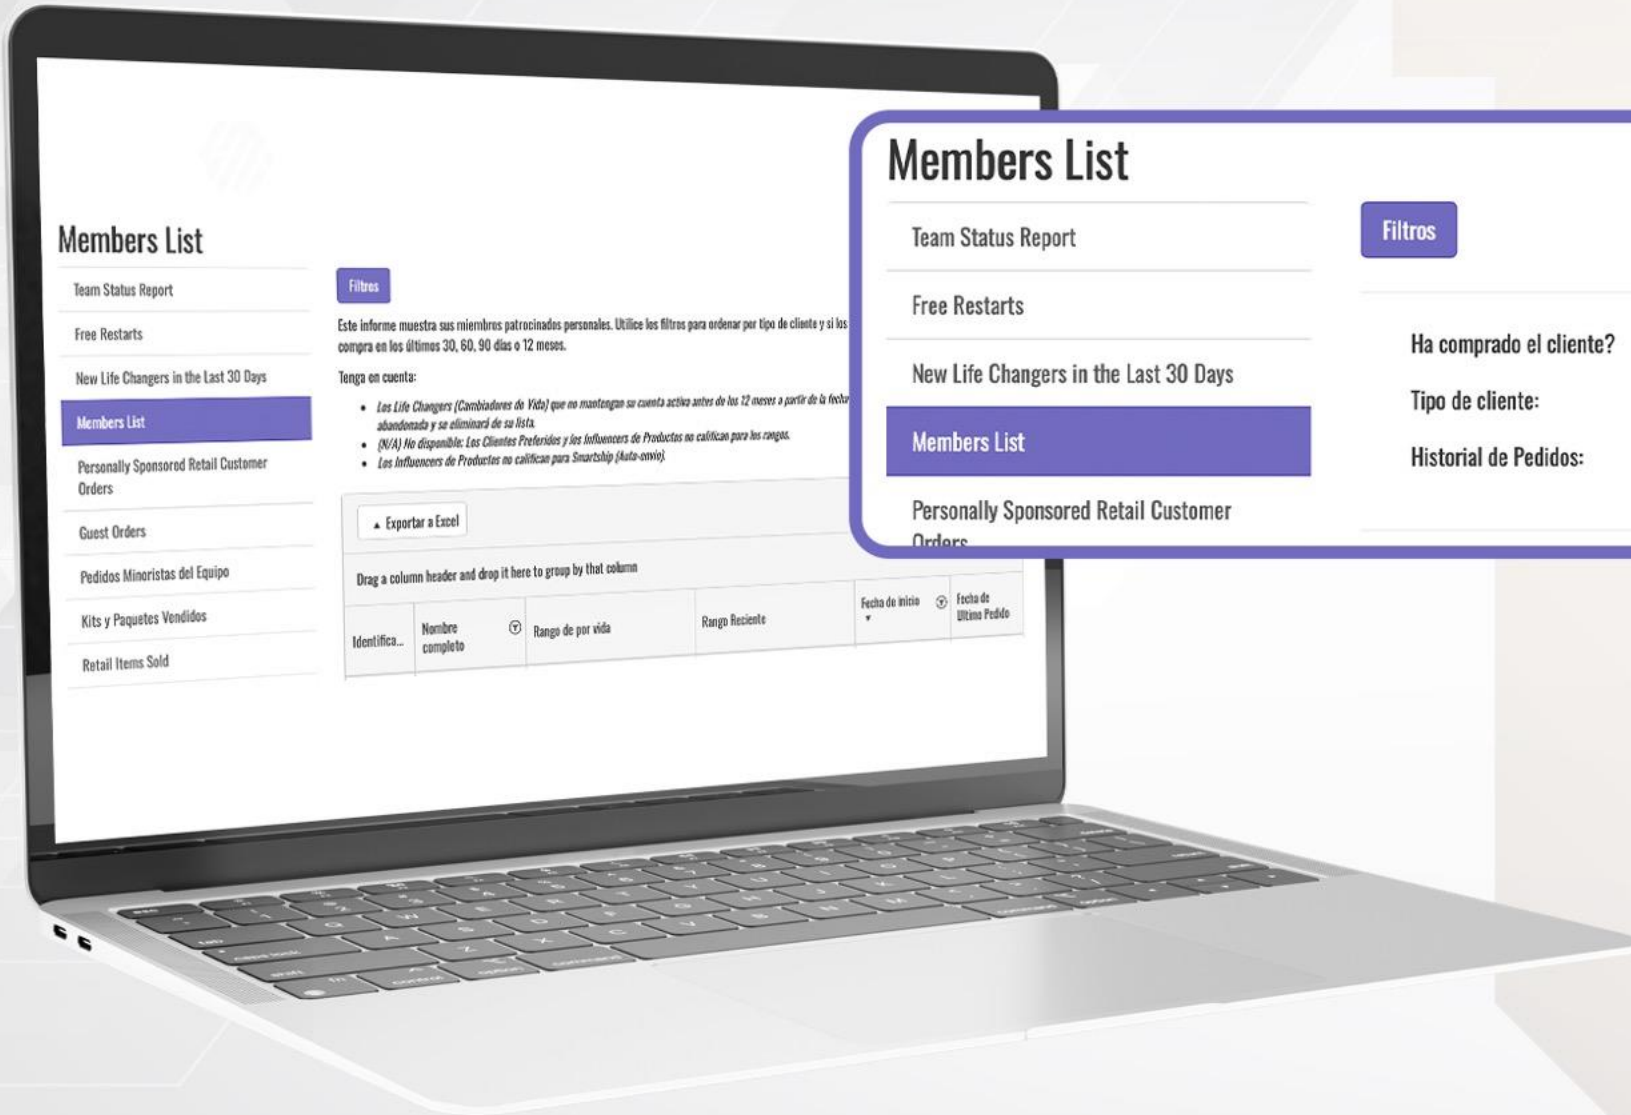 Members List
Team Status Report
Free Restarts
New Life Changers in the Last 30 Days
Members List
Personally Sponsored Retail Customer
Orders
Guest Orders
Pedidos Minoristas del Equipo
Kits y Paquetes Vendidos
Retail Items Sold
Filtros
Este informe muestra sus miembros patrocinados personales. Utilice los filtros para ordenar por tipo de cliente y si los
compra en los últimos 30, 60, 90 días o 12 meses.
Tenga en cuenta:
Los Life Changers (Cambiadores de Vida) que no mantengan su cuenta activa antes de los 12 meses a partir de la fecha
abandonada y se eliminará de su lista.
(N/A) No disponible: Los Clientes Preferidos y los Influencers de Productos no califican para los rangos.
Los Influencers de Productos no califican para Smartship (Auto-envío).
Exportar a Excel
Drag a column header and drop it here to group by that column
Identifica...
Nombre
completo
Rango de por vida
Rango Reciente
Fecha de inicio
Fecha de
Ultimo Pedido
Members List
Team Status Report
Free Restarts
New Life Changers in the Last 30 Days
Members List
Personally Sponsored Retail Customer
Orders
Filtros
Ha comprado el cliente?
Tipo de cliente:
Historial de Pedidos: